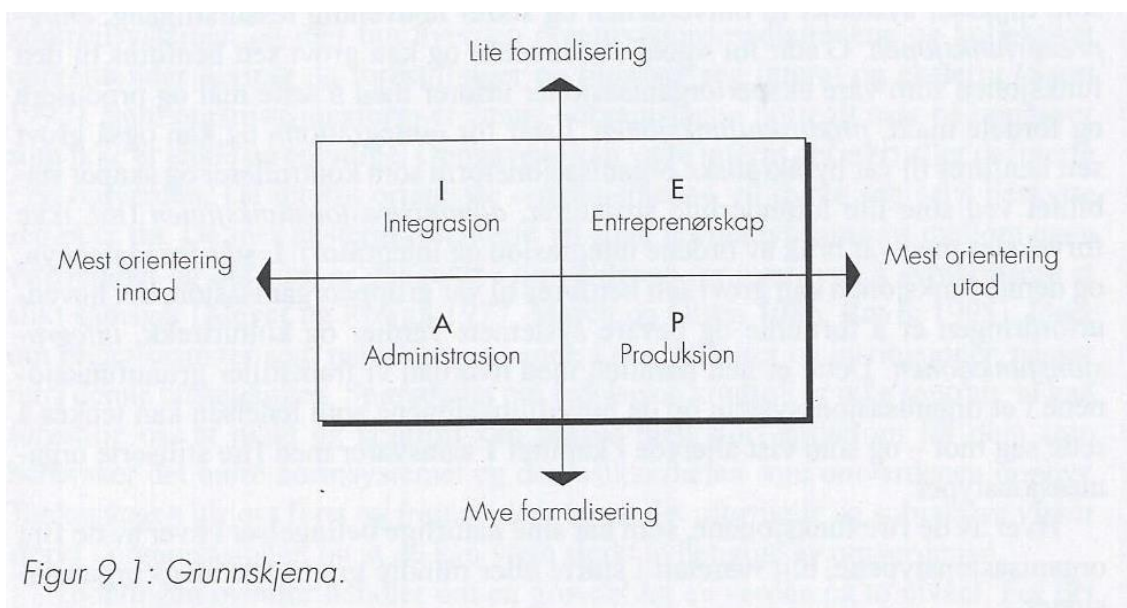 Lite formalisering
I
Integrasjon
E
Entreprenørskap
Mest orientering
innad
Mest orientering
utad
A
Administrasjon
P
Produksjon
Mye formalisering
Figur 9.1: Grunnskjema.